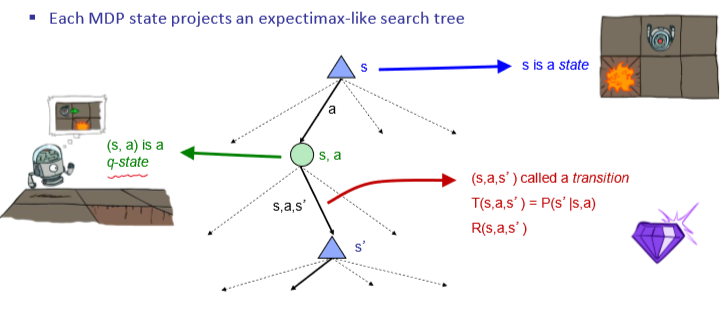 Each MDP state projects an expectimax-like search tree
s
s is a state
a
(s, a) is a
q-state
s, a
(s,a,s’ ) called a transition
T(s,a,s’ ) = P(s’ |s,a)
R(s,a,s’ )
s,a,s’
s’